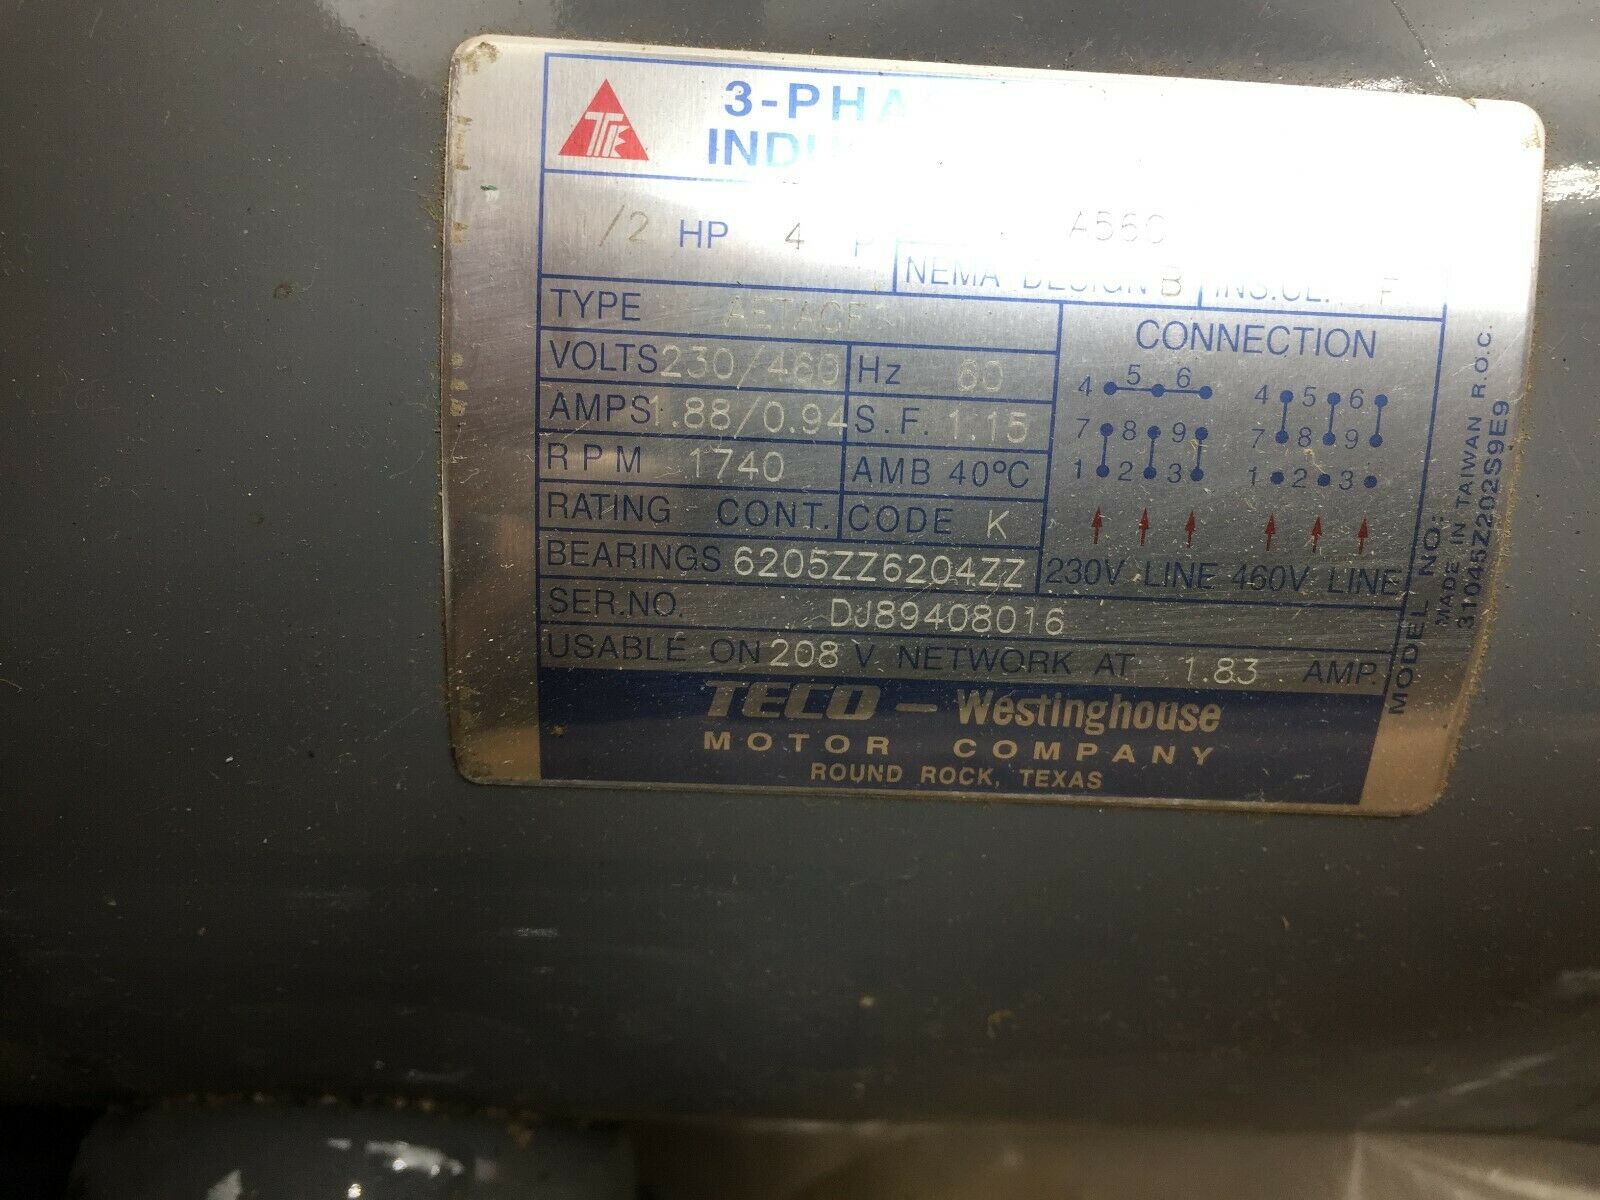 TE
3-PHA
INDU
1/2 HP 4 P A56C
NEMA DESIGN B INS.CL. F
TYPE
VOLTS 230/460 Hz 60
AMPS 1.88/0.94 S.F. 1.15
RPM 1740 AMB 40°C
RATING CONT. CODE K
BEARINGS 6205ZZ6204ZZ
CONNECTION
4 5 6 4 5 6
7 8 9 7 8 9
1 2 3 1 2 3
230V LINE 460V LINE
SER.NO. DJ89408016
USABLE ON 208 V NETWORK AT 1.83 AMP.
TECO - Westinghouse
MOTOR COMPANY
ROUND ROCK, TEXAS
MODEL NO:
MADE IN TAIWAN R.O.C.
31045Z202S9E9